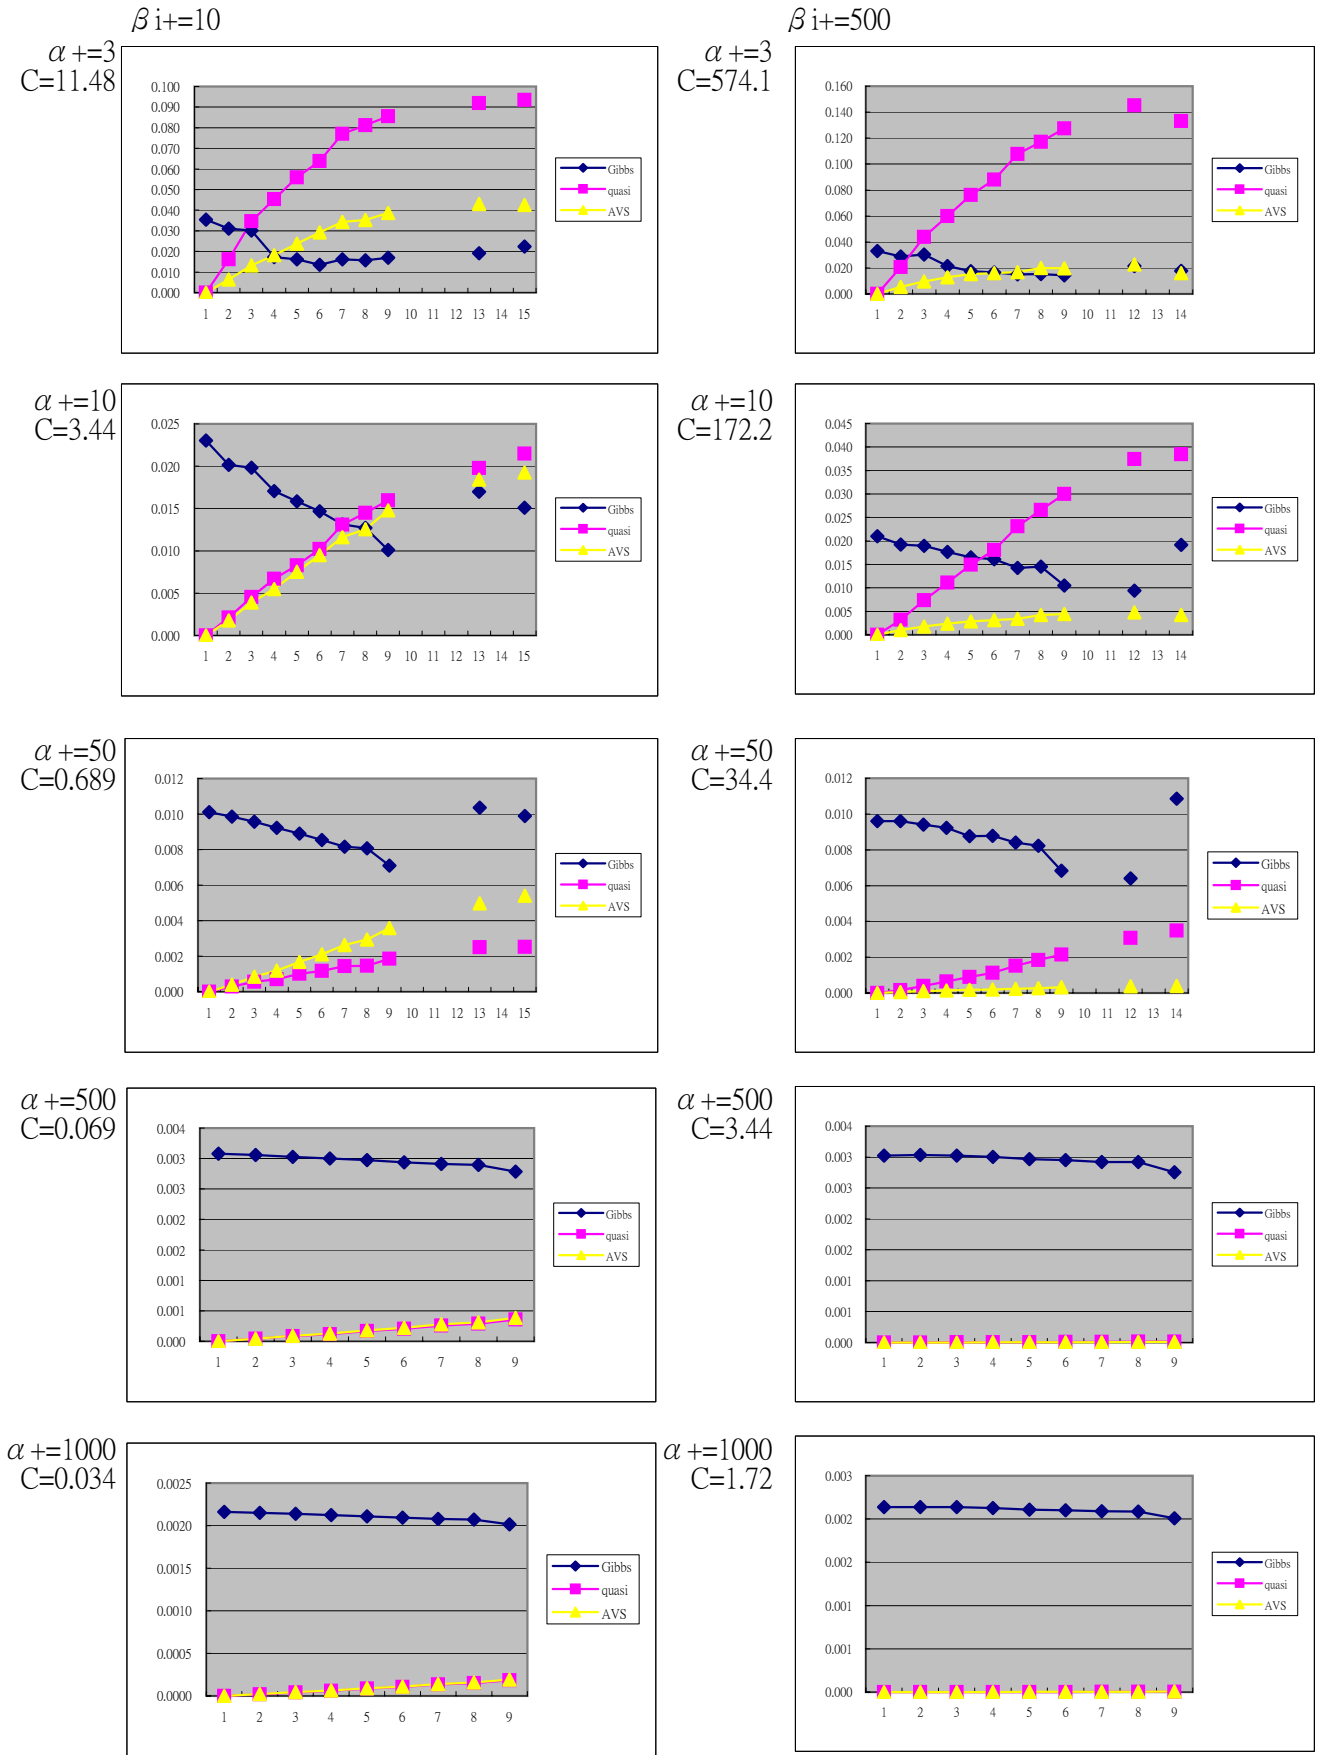 β i+=10
β i+=500
α +=3
C=11.48
0.100
0.090
0.080
0.070
0.060
0.050
0.040
0.030
0.020
0.010
0.000
1 2 3 4 5 6 7 8 9 10 11 12 13 14 15
Gibbs
quasi
AVS
α +=3
C=574.1
0.160
0.140
0.120
0.100
0.080
0.060
0.040
0.020
0.000
1 2 3 4 5 6 7 8 9 10 11 12 13 14
Gibbs
quasi
AVS
α +=10
C=3.44
0.025
0.020
0.015
0.010
0.005
0.000
1 2 3 4 5 6 7 8 9 10 11 12 13 14 15
Gibbs
quasi
AVS
α +=10
C=172.2
0.045
0.040
0.035
0.030
0.025
0.020
0.015
0.010
0.005
0.000
1 2 3 4 5 6 7 8 9 10 11 12 13 14
Gibbs
quasi
AVS
α +=50
C=0.689
0.012
0.010
0.008
0.006
0.004
0.002
0.000
1 2 3 4 5 6 7 8 9 10 11 12 13 14 15
Gibbs
quasi
AVS
α +=50
C=34.4
0.012
0.010
0.008
0.006
0.004
0.002
0.000
1 2 3 4 5 6 7 8 9 10 11 12 13 14
Gibbs
quasi
AVS
α +=500
C=0.069
0.004
0.003
0.003
0.002
0.002
0.001
0.001
0.000
1 2 3 4 5 6 7 8 9
Gibbs
quasi
AVS
α +=500
C=3.44
0.004
0.003
0.003
0.002
0.002
0.001
0.001
0.000
1 2 3 4 5 6 7 8 9
Gibbs
quasi
AVS
α +=1000
C=0.034
0.0025
0.0020
0.0015
0.0010
0.0005
0.0000
1 2 3 4 5 6 7 8 9
Gibbs
quasi
AVS
α +=1000
C=1.72
0.003
0.002
0.002
0.001
0.001
0.000
1 2 3 4 5 6 7 8 9
Gibbs
quasi
AVS